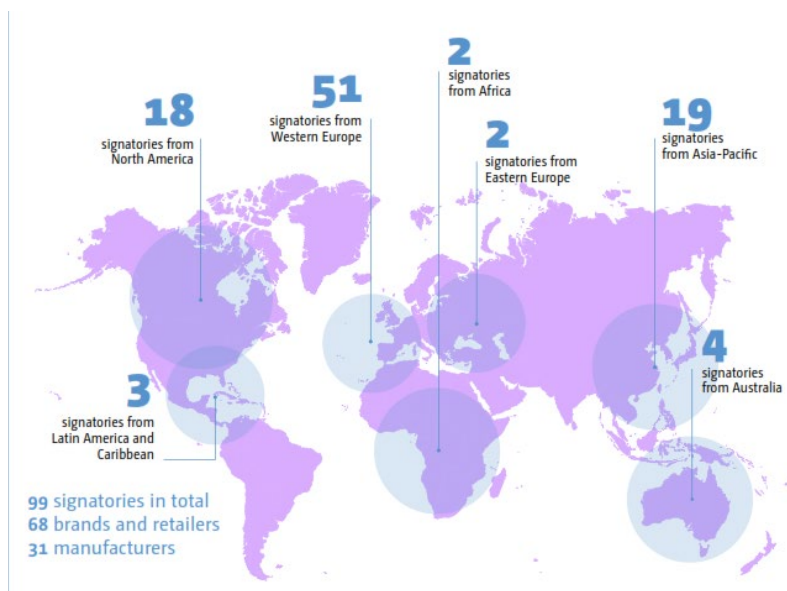 2
signatories
from Africa
51
signatories from
Western Europe
18
signatories from
North America
2
signatories from
Eastern Europe
19
signatories
from Asia-Pacific
4
signatories
from Australia
3
signatories from
Latin America and
Caribbean
99 signatories in total
68 brands and retailers
31 manufacturers